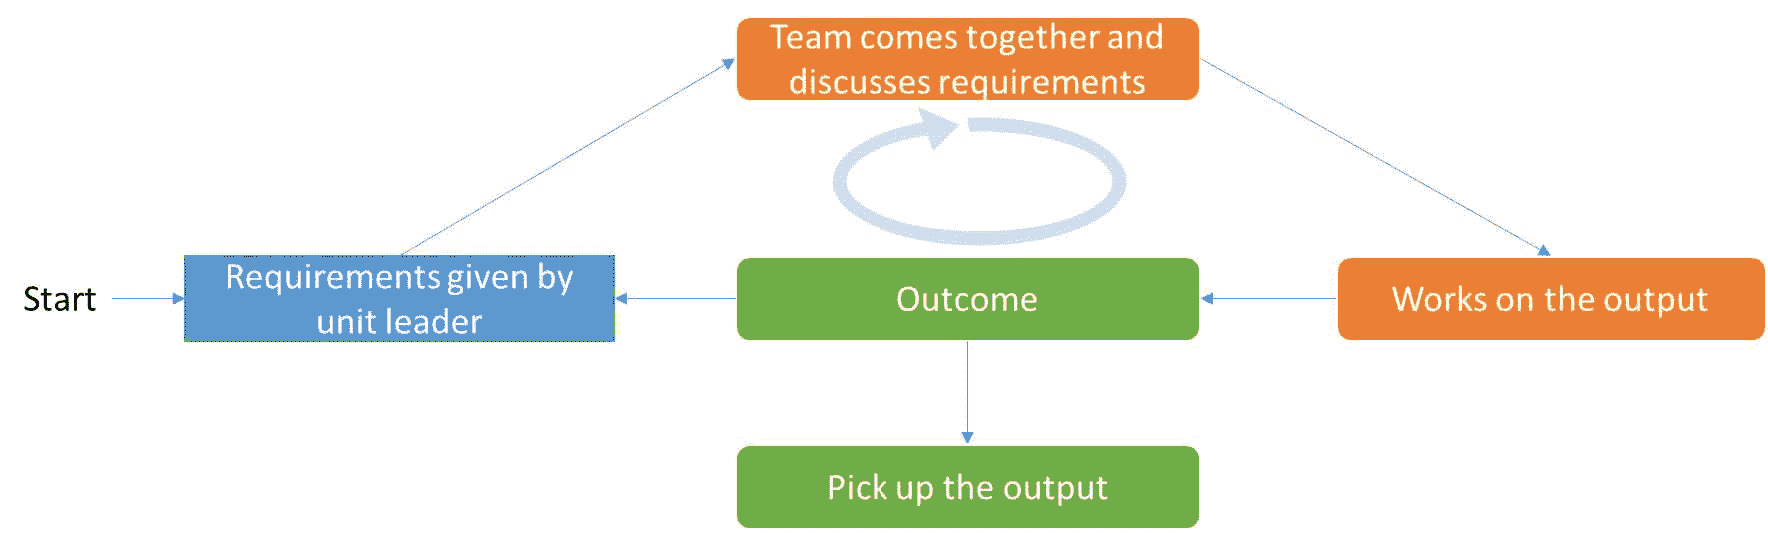 Team comes together and
discusses requirements
Start
Requirements given by
unit leader
Outcome
Works on the output
Pick up the output